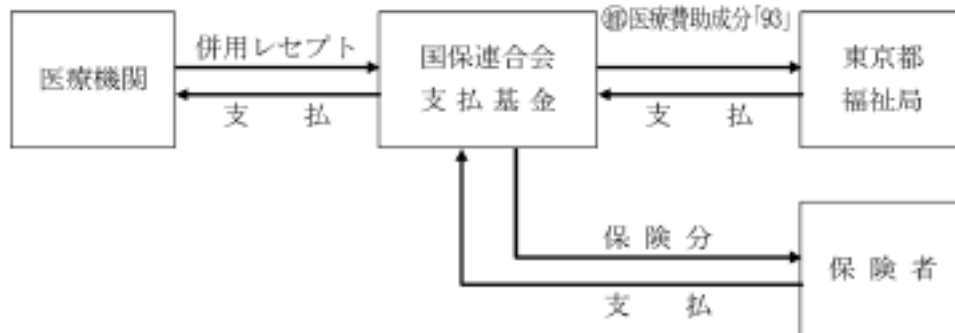 ㊪医療費助成分「93」
医療機関
併用レセプト
支払
国保連合会
支払基金
支払
東京都
福祉局
保険分
支払
保険者